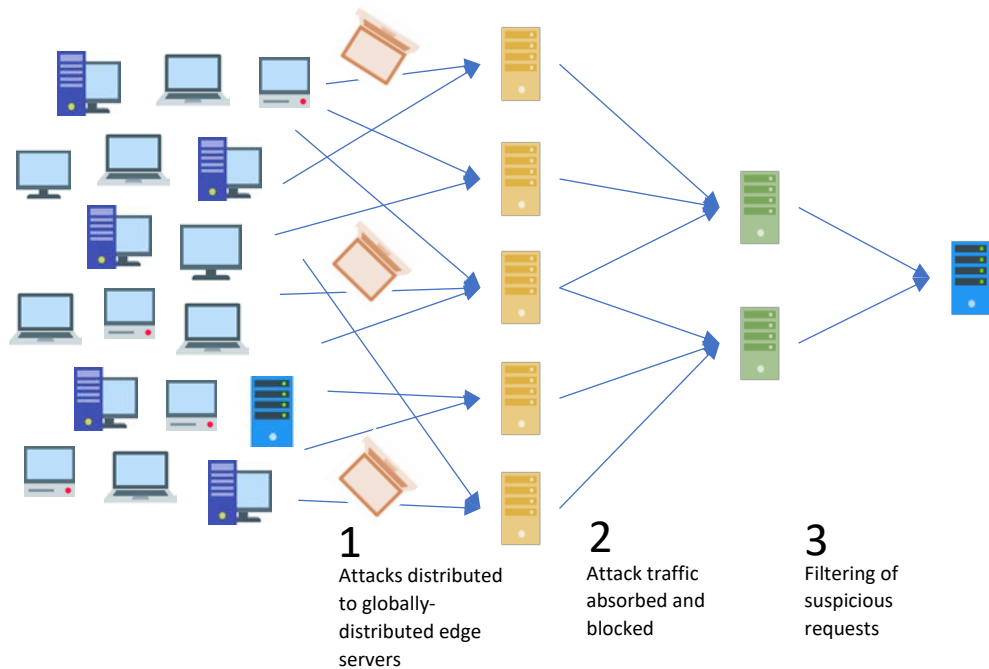 1
Attacks distributed
to globally-
distributed edge
servers
2
Attack traffic
absorbed and
blocked
3
Filtering of
suspicious
requests